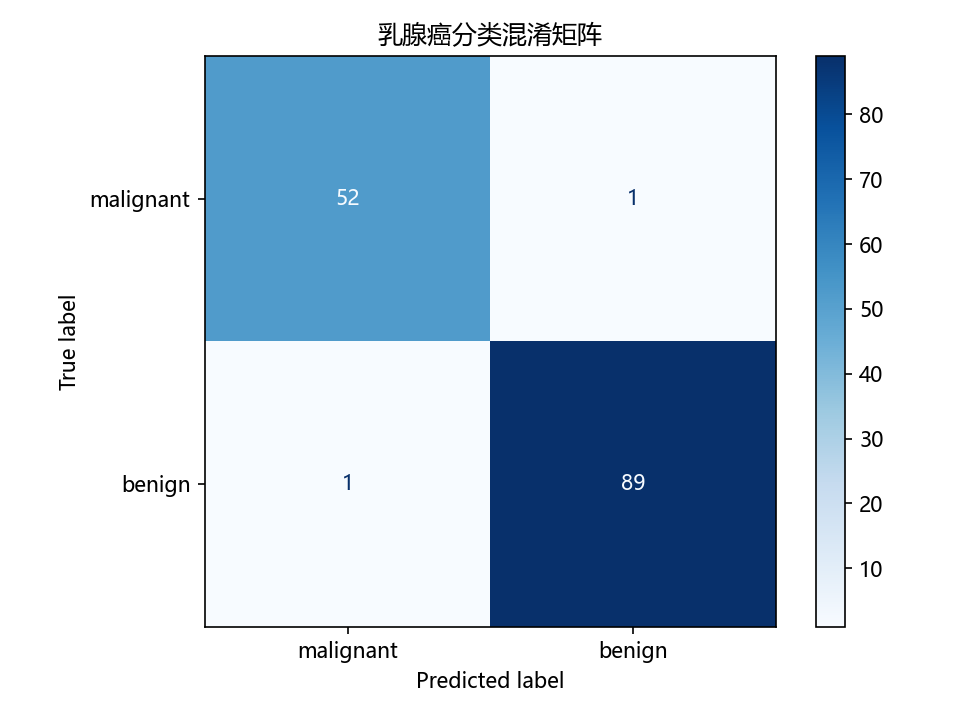 乳腺癌分类混淆矩阵
malignant
52
1
benign
1
89
True label
malignant
benign
Predicted label
80
70
60
50
40
30
20
10